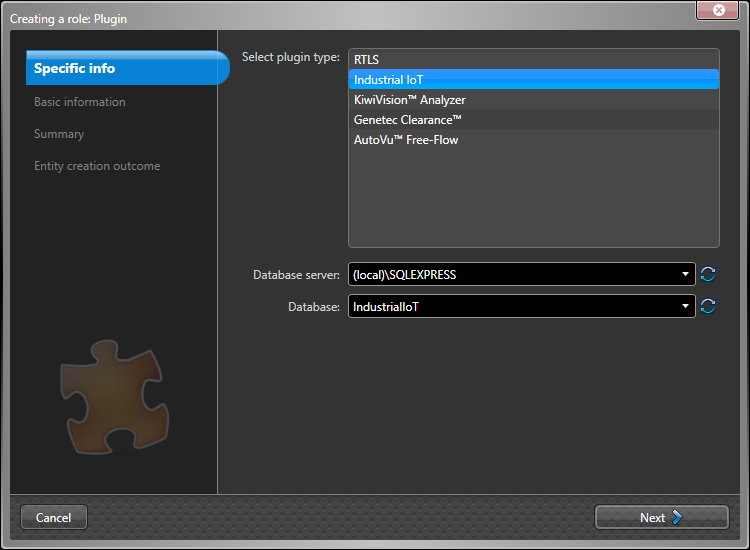 Creating a role: Plugin
Specific info
Basic information
Summary
Entity creation outcome
Select plugin type:
RTLS
Industrial IoT
KiwiVision™ Analyzer
Genetec Clearance™
AutoVu™ Free-Flow
Database server: (local)\SQLEXPRESS
Database: IndustrialIoT
Cancel
Next